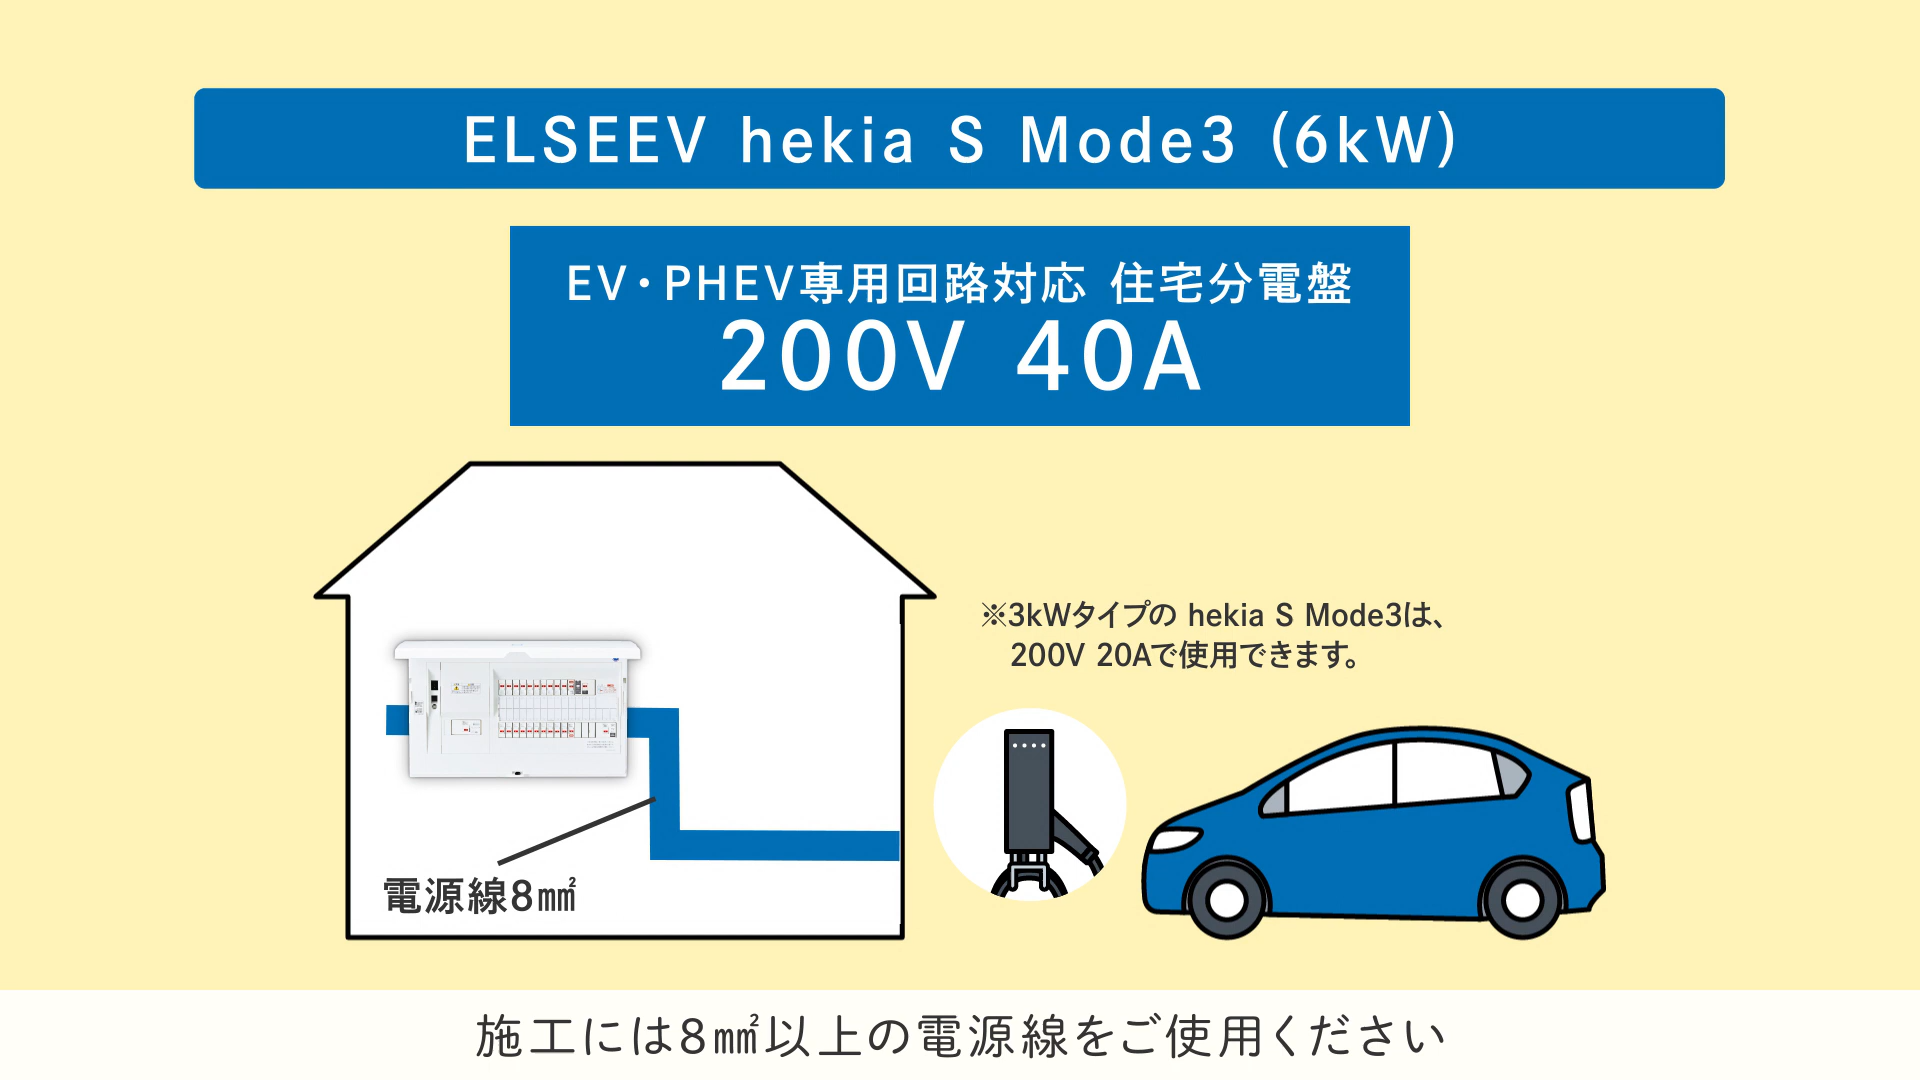 ELSEEV hekia S Mode3 (6kW)
EV・PHEV専用回路対応 住宅分電盤
200V 40A
※3kWタイプの hekia S Mode3は、
200V 20Aで使用できます。
電源線8㎟
施工には8㎟以上の電源線をご使用ください